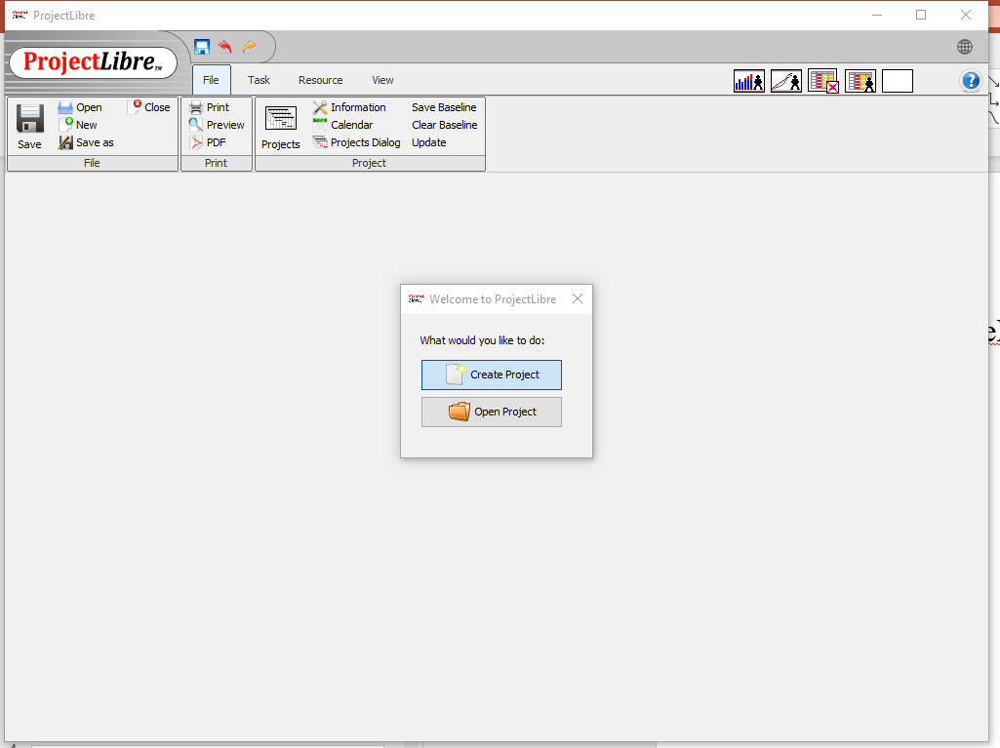 ProjectLibre
ProjectLibre™
File Task Resource View
Save
Open
New
Save as
Close
File
Print
Preview
PDF
Print
Projects
Information
Calendar
Projects Dialog
Save Baseline
Clear Baseline
Update
Project
Welcome to ProjectLibre
What would you like to do:
Create Project
Open Project